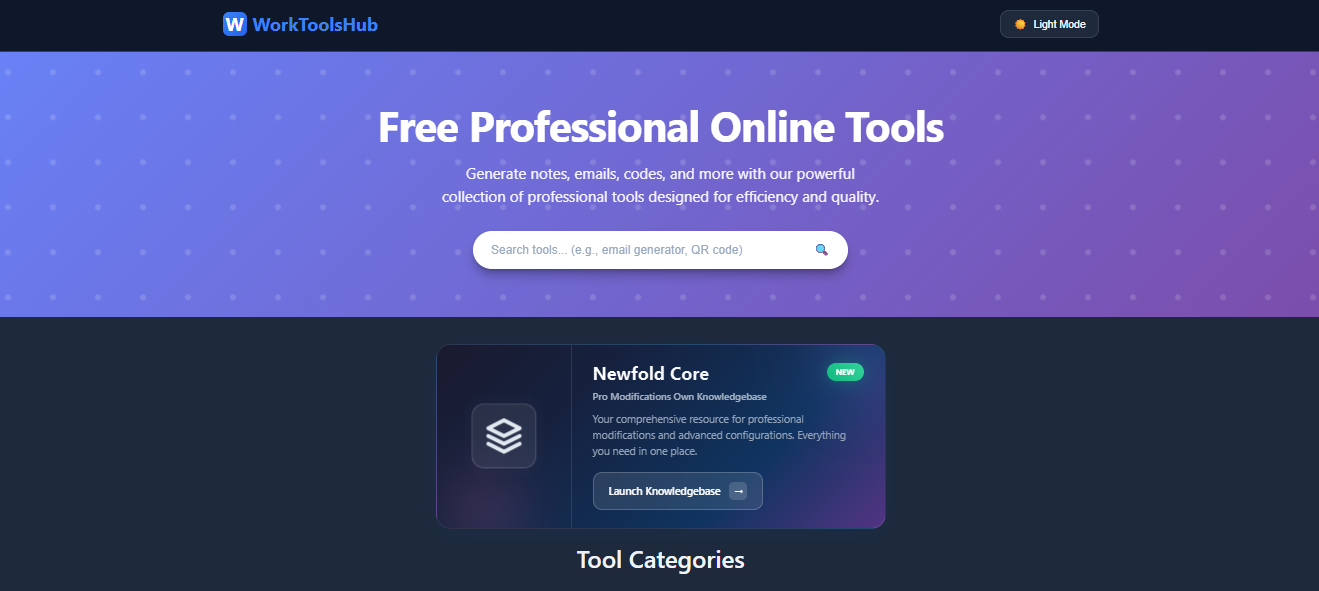 W WorkToolsHub
Light Mode
Free Professional Online Tools
Generate notes, emails, codes, and more with our powerful
collection of professional tools designed for efficiency and quality.
Search tools... (e.g., email generator, QR code)
Newfold Core
NEW
Pro Modifications Own Knowledgebase
Your comprehensive resource for professional
modifications and advanced configurations. Everything
you need in one place.
Launch Knowledgebase →
Tool Categories